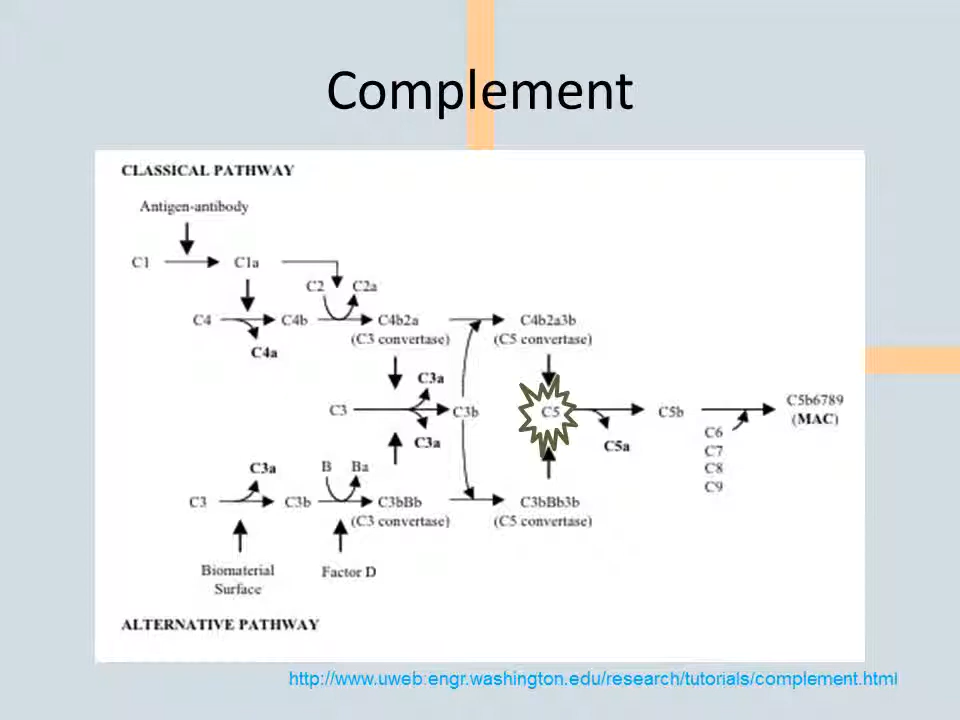 Complement
CLASSICAL PATHWAY
Antigen-antibody
C1
C1a
C2
C2a
C4
C4b
C4b2a
C4b2a3b
(C3 convertase)
(C5 convertase)
C4a
C3a
C3
C3b
C5
C5b
C5b6789
(MAC)
C3a
C5a
C6
C7
C8
C9
C3a
B
Ba
C3
C3b
C3bBb
C3bBb3b
(C3 convertase)
(C5 convertase)
Biomaterial
Surface
Factor D
ALTERNATIVE PATHWAY
http://www.uweb.engr.washington.edu/research/tutorials/complement.html